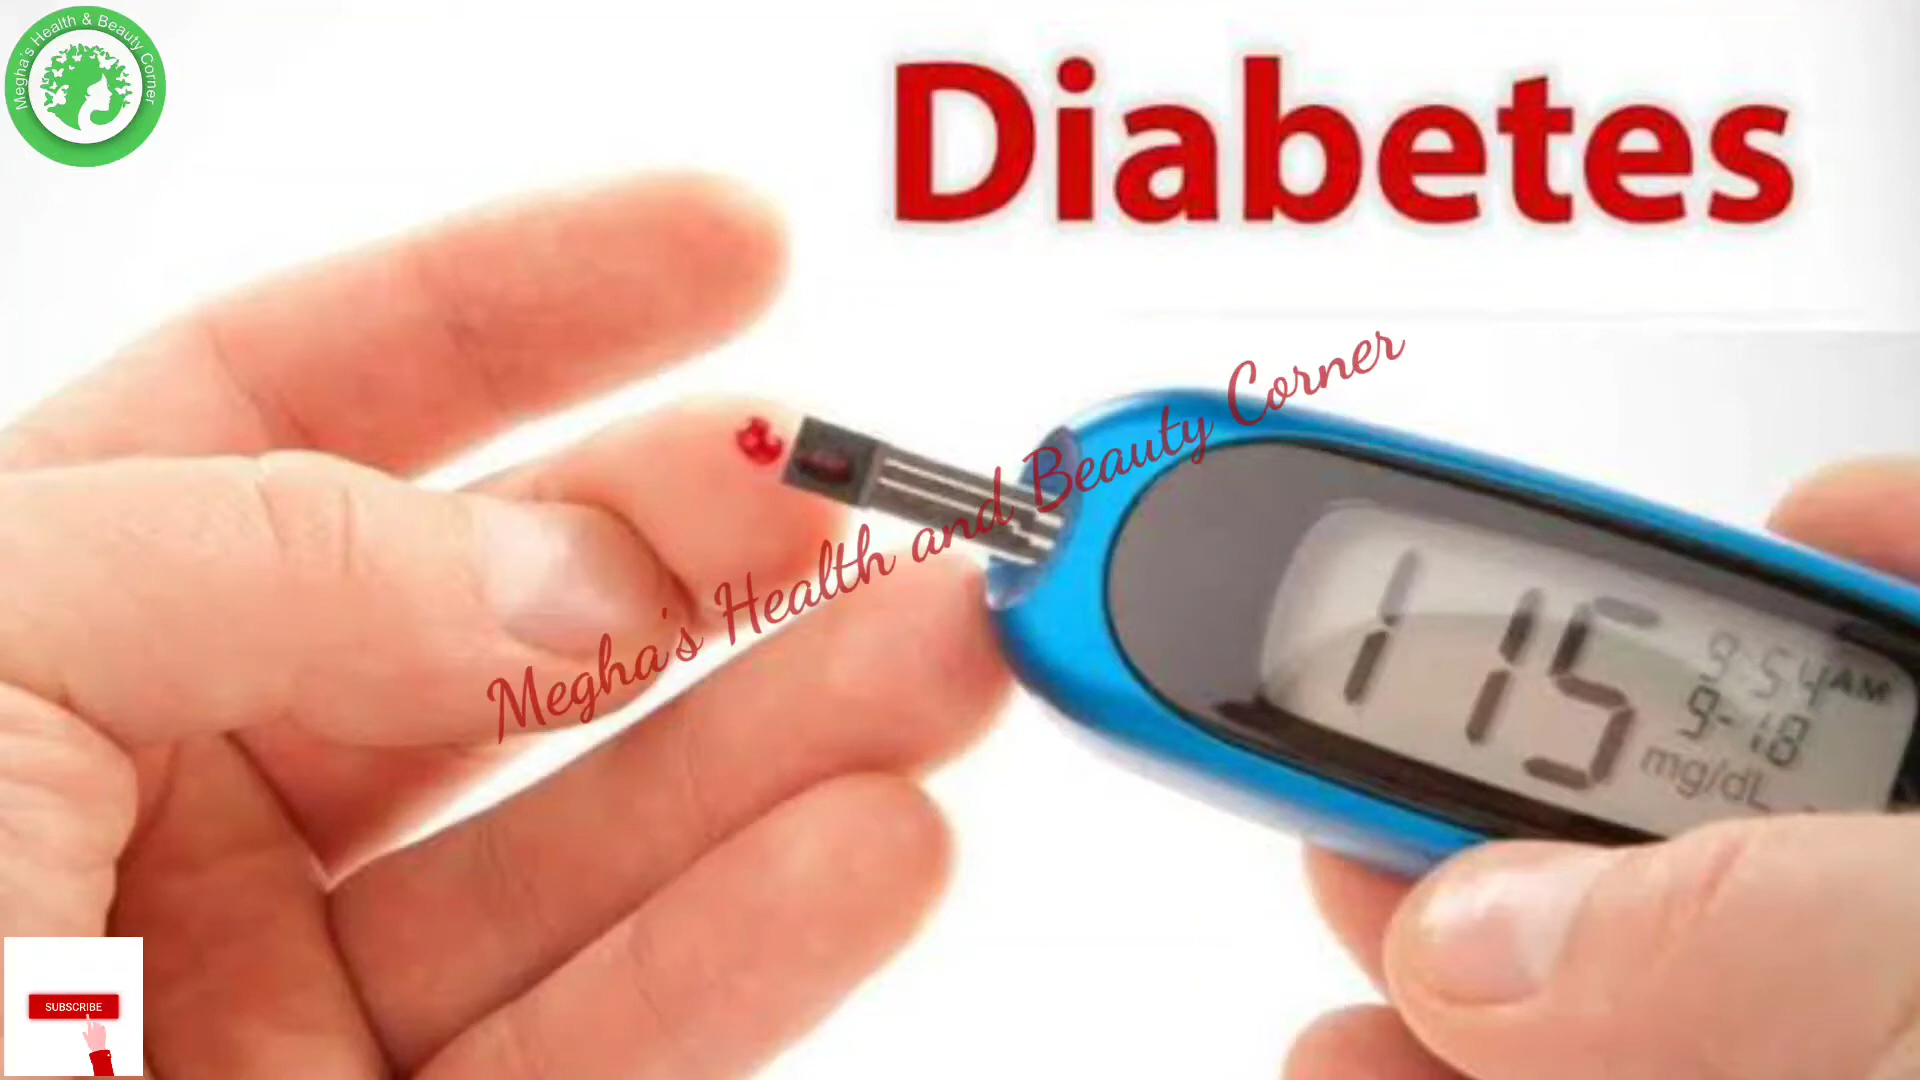 Megha's Health & Beauty Corner
Diabetes
Megha's Health and Beauty Corner
115
9:54 AM
9-18
mg/dL
SUBSCRIBE